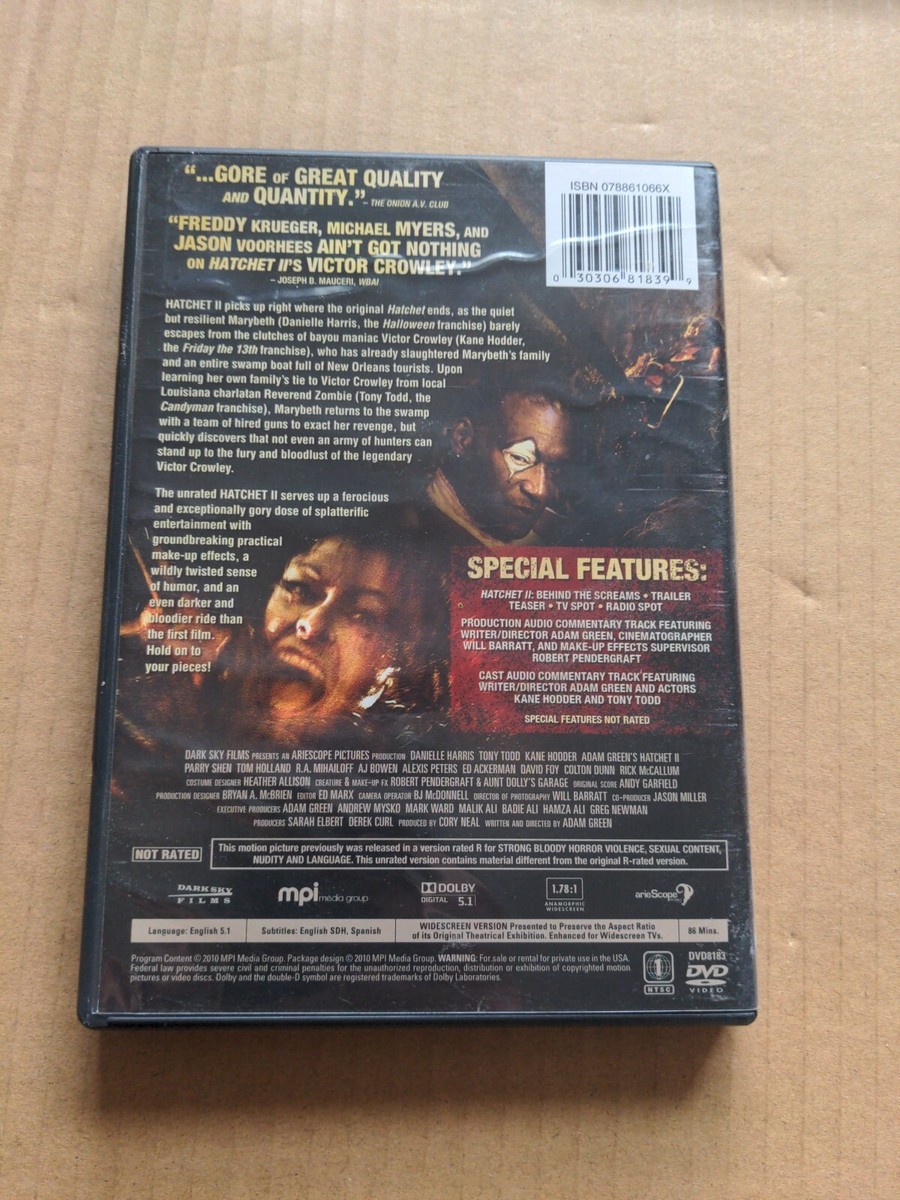 “...GORE OF GREAT QUALITY
AND QUANTITY.” – THE ONION A.V. CLUB
“FREDDY KRUEGER, MICHAEL MYERS, AND
JASON VOORHEES AIN'T GOT NOTHING
ON HATCHET II'S VICTOR CROWLEY.”
– JOSEPH B. MAUCERI, WBAI
ISBN 078861066X
0 30306 81839 9
HATCHET II picks up right where the original Hatchet ends, as the quiet
but resilient Marybeth (Danielle Harris, the Halloween franchise) barely
escapes from the clutches of bayou maniac Victor Crowley (Kane Hodder,
the Friday the 13th franchise), who has already slaughtered Marybeth's family
and an entire swamp boat full of New Orleans tourists. Upon
learning her own family's tie to Victor Crowley from local
Louisiana charlatan Reverend Zombie (Tony Todd, the
Candyman franchise), Marybeth returns to the swamp
with a team of hired guns to exact her revenge, but
quickly discovers that not even an army of hunters can
stand up to the fury and bloodlust of the legendary
Victor Crowley.
The unrated HATCHET II serves up a ferocious
and exceptionally gory dose of splatterific
entertainment with
groundbreaking practical
make-up effects, a
wildly twisted sense
of humor, and an
even darker and
bloodier ride than
the first film.
Hold on to
your pieces!
SPECIAL FEATURES:
HATCHET II: BEHIND THE SCREAMS • TRAILER
TEASER • TV SPOT • RADIO SPOT
PRODUCTION AUDIO COMMENTARY TRACK FEATURING
WRITER/DIRECTOR ADAM GREEN, CINEMATOGRAPHER
WILL BARRATT, AND MAKE-UP EFFECTS SUPERVISOR
ROBERT PENDERGRAFT
CAST AUDIO COMMENTARY TRACK FEATURING
WRITER/DIRECTOR ADAM GREEN AND ACTORS
KANE HODDER AND TONY TODD
SPECIAL FEATURES NOT RATED
DARK SKY FILMS PRESENTS AN ARIESCOPE PICTURES PRODUCTION DANIELLE HARRIS TONY TODD KANE HODDER ADAM GREEN'S HATCHET II
PARRY SHEN TOM HOLLAND R.A. MIHAILOFF AJ BOWEN ALEXIS PETERS ED ACKERMAN DAVID FOY COLTON DUNN RICK McCALLUM
COSTUME DESIGNER HEATHER ALLISON CREATURE & MAKE-UP FX ROBERT PENDERGRAFT & AUNT DOLLY'S GARAGE ORIGINAL SCORE ANDY GARFIELD
PRODUCTION DESIGNER BRYAN A. McBRIEN EDITOR ED MARX CAMERA OPERATOR BJ McDONNELL DIRECTOR OF PHOTOGRAPHY WILL BARRATT CO-PRODUCER JASON MILLER
EXECUTIVE PRODUCERS ADAM GREEN ANDREW MYSKO MARK WARD MALIK ALI BADIE ALI HAMZA ALI GREG NEWMAN
PRODUCERS SARAH ELBERT DEREK CURL PRODUCED BY CORY NEAL WRITTEN AND DIRECTED BY ADAM GREEN
NOT RATED
This motion picture previously was released in a version rated R for STRONG BLOODY HORROR VIOLENCE, SEXUAL CONTENT,
NUDITY AND LANGUAGE. This unrated version contains material different from the original R-rated version.
DARK SKY
FILMS
mpi media group
DOLBY
DIGITAL 5.1
1.78:1
ANAMORPHIC
WIDESCREEN
arieScope
Language: English 5.1
Subtitles: English SDH, Spanish
WIDESCREEN VERSION Presented to Preserve the Aspect Ratio
of its Original Theatrical Exhibition. Enhanced for Widescreen TVs.
86 Mins.
Program Content © 2010 MPI Media Group. Package design © 2010 MPI Media Group. WARNING: For sale or rental for private use in the USA.
Federal law provides severe civil and criminal penalties for the unauthorized reproduction, distribution or exhibition of copyrighted motion
pictures or video discs. Dolby and the double-D symbol are registered trademarks of Dolby Laboratories.
1
NTSC
DVD8183
DVD
VIDEO